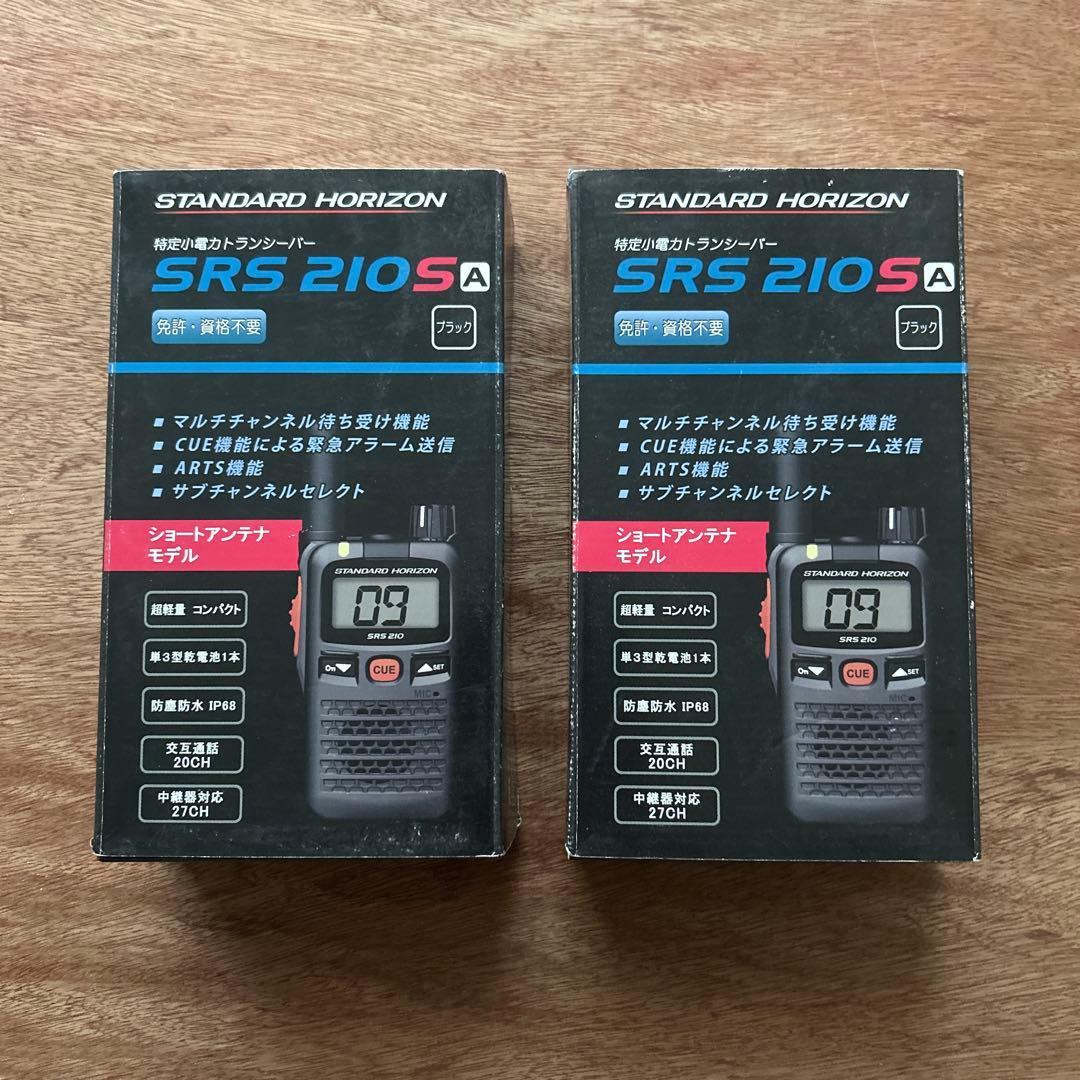 STANDARD HORIZON
特定小電力トランシーバー
SRS 210S A
免許・資格不要
ブラック
■ マルチチャンネル待ち受け機能
■ CUE機能による緊急アラーム送信
■ ARTS機能
■ サブチャンネルセレクト
ショートアンテナ
モデル
STANDARD HORIZON
09
SRS 210
On
CUE
SET
MIC
超軽量 コンパクト
単3型乾電池1本
防塵防水 IP68
交互通話
20CH
中継器対応
27CH
STANDARD HORIZON
特定小電力トランシーバー
SRS 210S A
免許・資格不要
ブラック
■ マルチチャンネル待ち受け機能
■ CUE機能による緊急アラーム送信
■ ARTS機能
■ サブチャンネルセレクト
ショートアンテナ
モデル
STANDARD HORIZON
09
SRS 210
On
CUE
SET
MIC
超軽量 コンパクト
単3型乾電池1本
防塵防水 IP68
交互通話
20CH
中継器対応
27CH